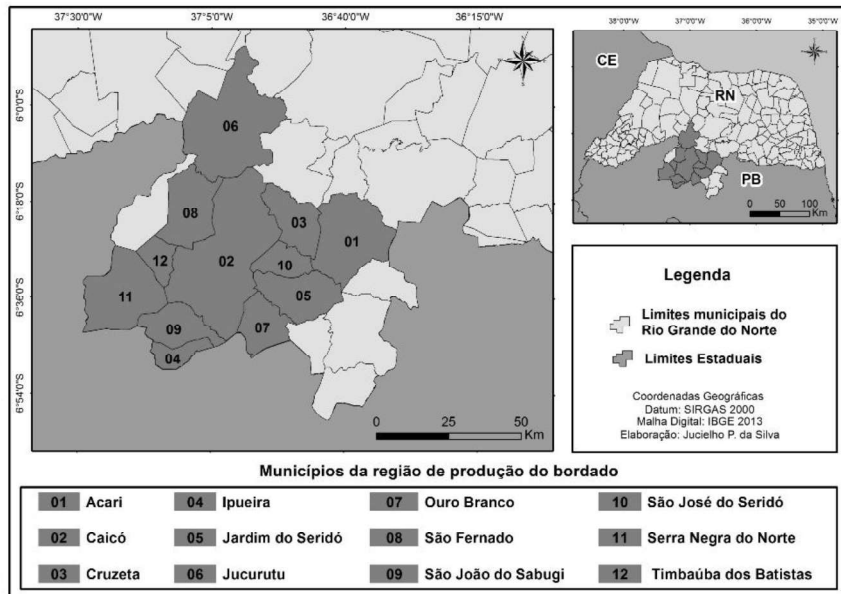 37°30'0"W 37°5'0"W 36°40'0"W 36°15'0"W
6°0'0"S
6°18'0"S
6°36'0"S
6°54'0"S
06
08
03
01
12
02
10
11
05
09
07
04
0 25 50
Km
38°0'0"W 37°0'0"W 36°0'0"W 35°0'0"W
CE
RN
PB
0 50 100
Km
Legenda
Limites municipais do
Rio Grande do Norte
Limites Estaduais
Coordenadas Geográficas
Datum: SIRGAS 2000
Malha Digital: IBGE 2013
Elaboração: Jucielho P. da Silva
Municípios da região de produção do bordado
01 Acari 04 Ipueira 07 Ouro Branco 10 São José do Seridó
02 Caicó 05 Jardim do Seridó 08 São Fernado 11 Serra Negra do Norte
03 Cruzeta 06 Jucurutu 09 São João do Sabugi 12 Timbaúba dos Batistas